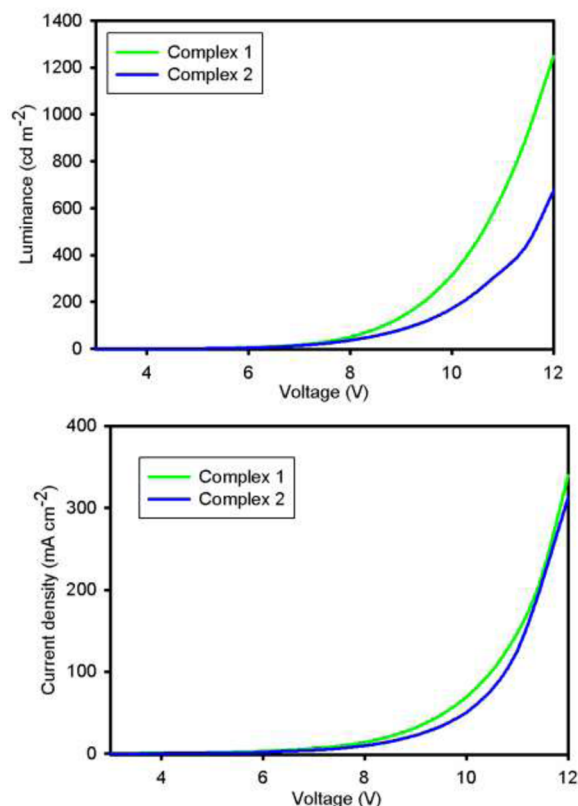 1400
1200
1000
800
600
400
200
0
Luminance (cd m-2)
Complex 1
Complex 2
4 6 8 10 12
Voltage (V)
400
300
200
100
0
Current density (mA cm-2)
Complex 1
Complex 2
4 6 8 10 12
Voltage (V)